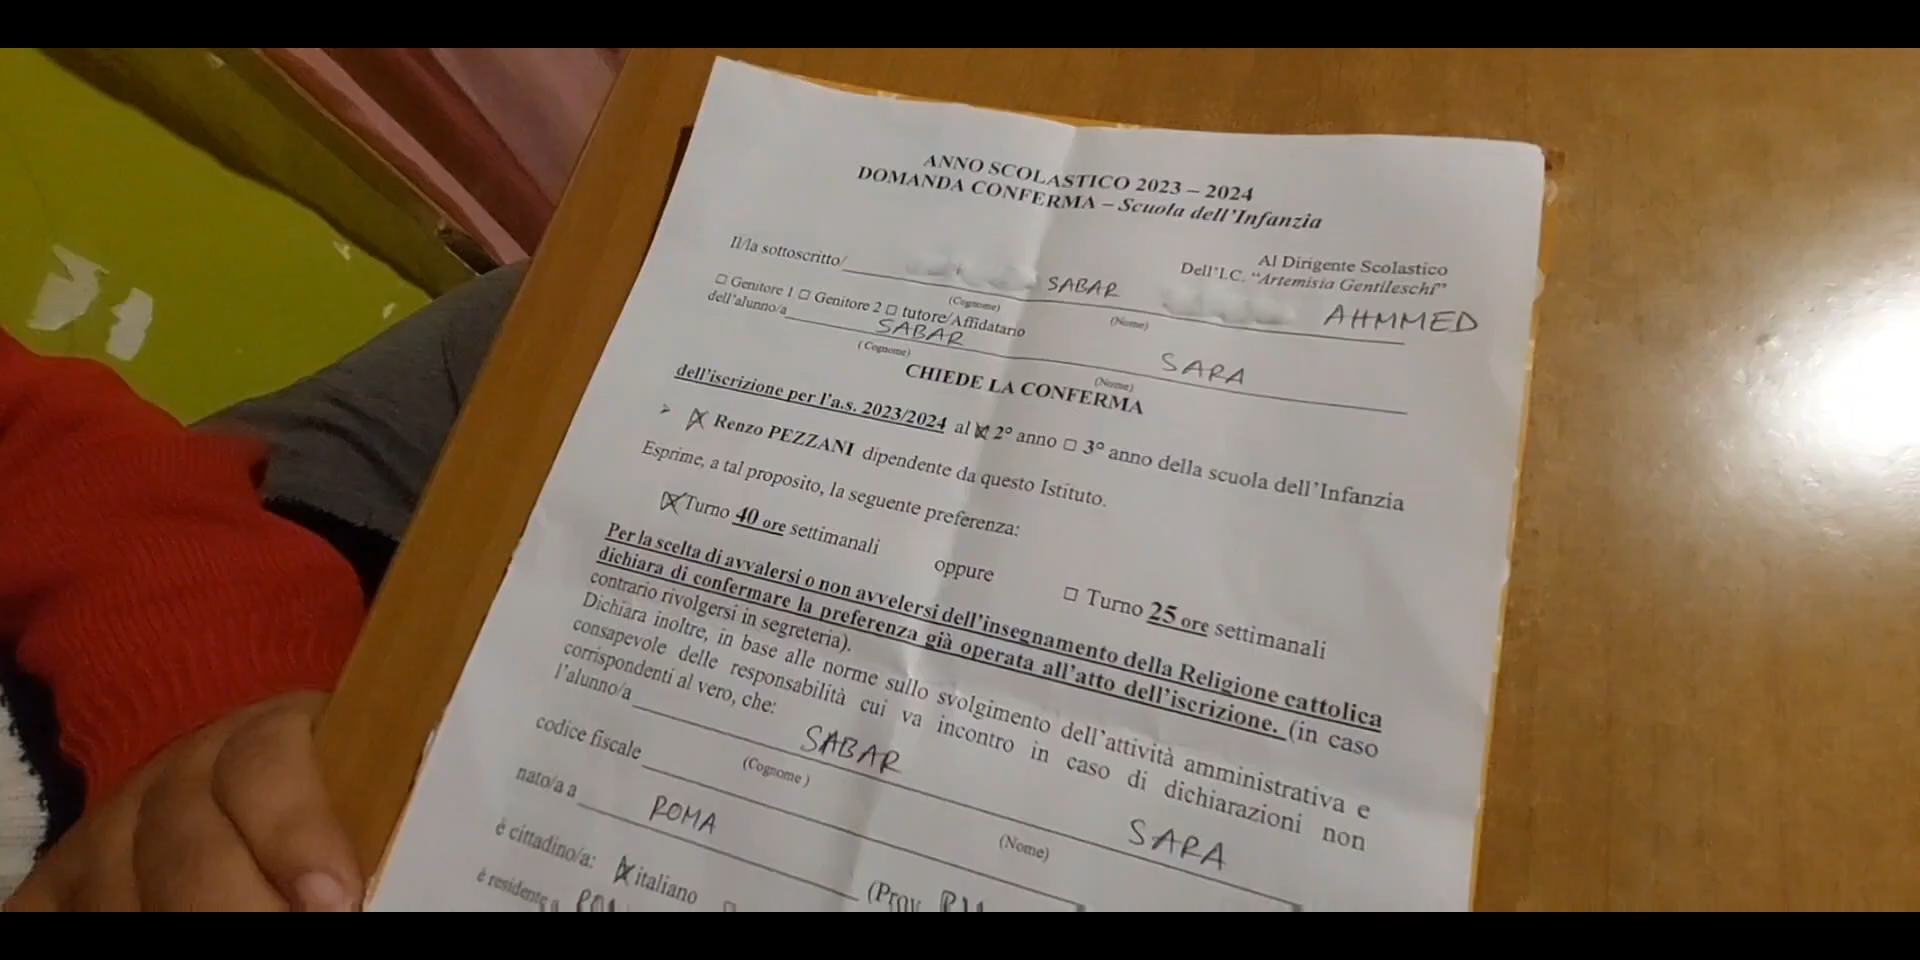 ANNO SCOLASTICO 2023 – 2024
DOMANDA CONFERMA – Scuola dell'Infanzia
Al Dirigente Scolastico
Dell'I.C. "Artemisia Gentileschi"
Il/la sottoscritto/ SABAR AHMMED
(Cognome) (Nome)
□ Genitore 1 □ Genitore 2 □ tutore/Affidatario
dell'alunno/a SABAR SARA
(Cognome) (Nome)
CHIEDE LA CONFERMA
dell'iscrizione per l'a.s. 2023/2024 al ☒ 2° anno □ 3° anno della scuola dell'Infanzia
➢ ☒ Renzo PEZZANI dipendente da questo Istituto.
Esprime, a tal proposito, la seguente preferenza:
☒ Turno 40 ore settimanali oppure □ Turno 25 ore settimanali
Per la scelta di avvalersi o non avvelersi dell'insegnamento della Religione cattolica
dichiara di confermare la preferenza già operata all'atto dell'iscrizione. (in caso
contrario rivolgersi in segreteria).
Dichiara inoltre, in base alle norme sullo svolgimento dell'attività amministrativa e
consapevole delle responsabilità cui va incontro in caso di dichiarazioni non
corrispondenti al vero, che:
l'alunno/a SABAR SARA
(Cognome ) (Nome)
codice fiscale
nato/a a ROMA (Prov
è cittadino/a: ☒ italiano □
è residente a